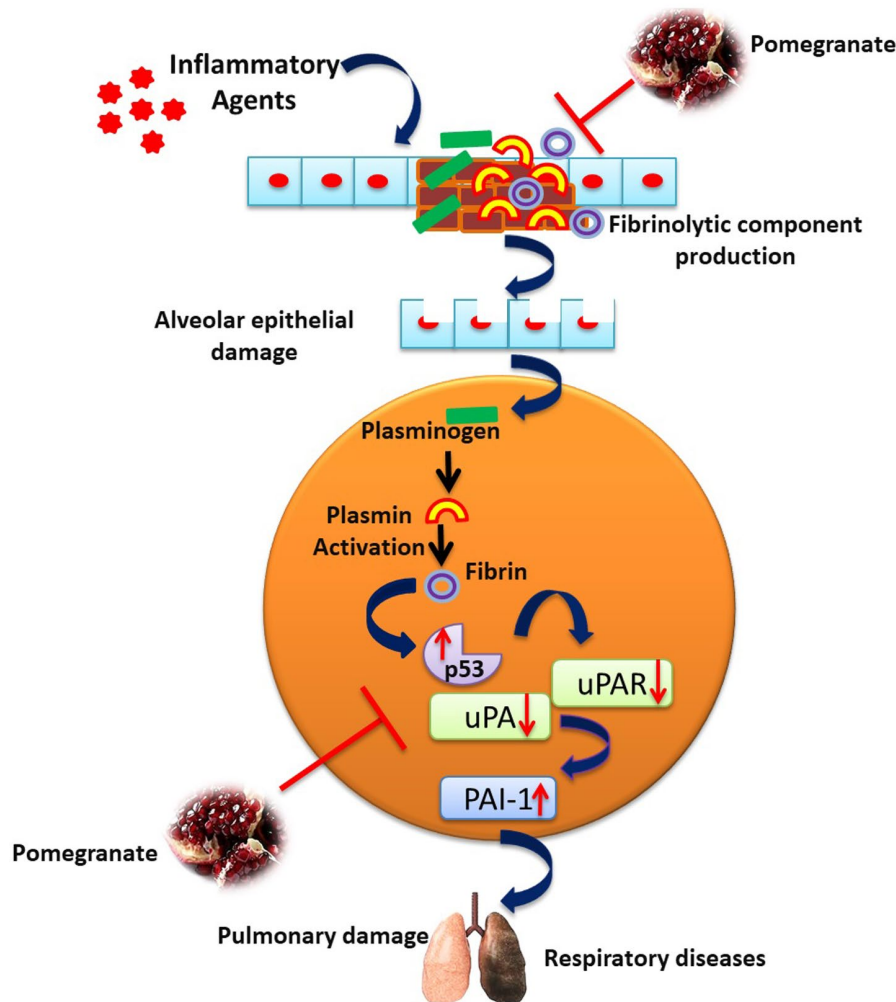 Inflammatory
Agents
Pomegranate
Fibrinolytic component
production
Alveolar epithelial
damage
Plasminogen
Plasmin
Activation
Fibrin
p53
uPAR
uPA
PAI-1
Pomegranate
Pulmonary damage
Respiratory diseases